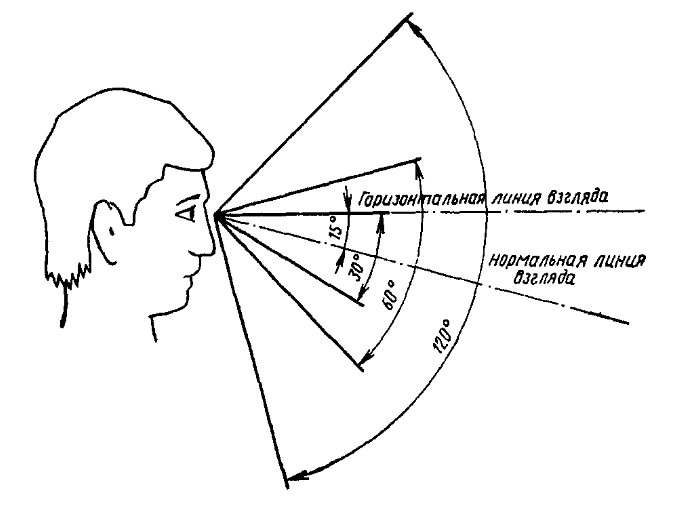 Горизонтальная линия взгляда
15°
30°
нормальная линия
взгляда
60°
120°